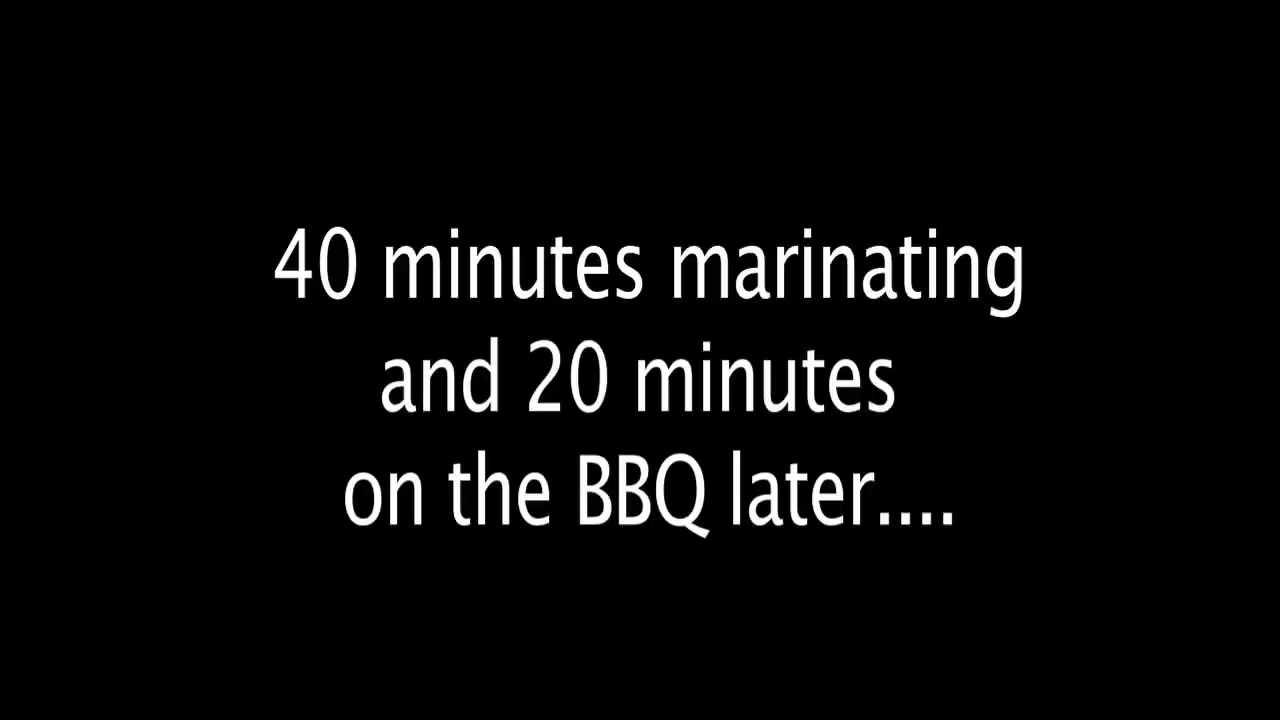 40 minutes marinating
and 20 minutes
on the BBQ later....